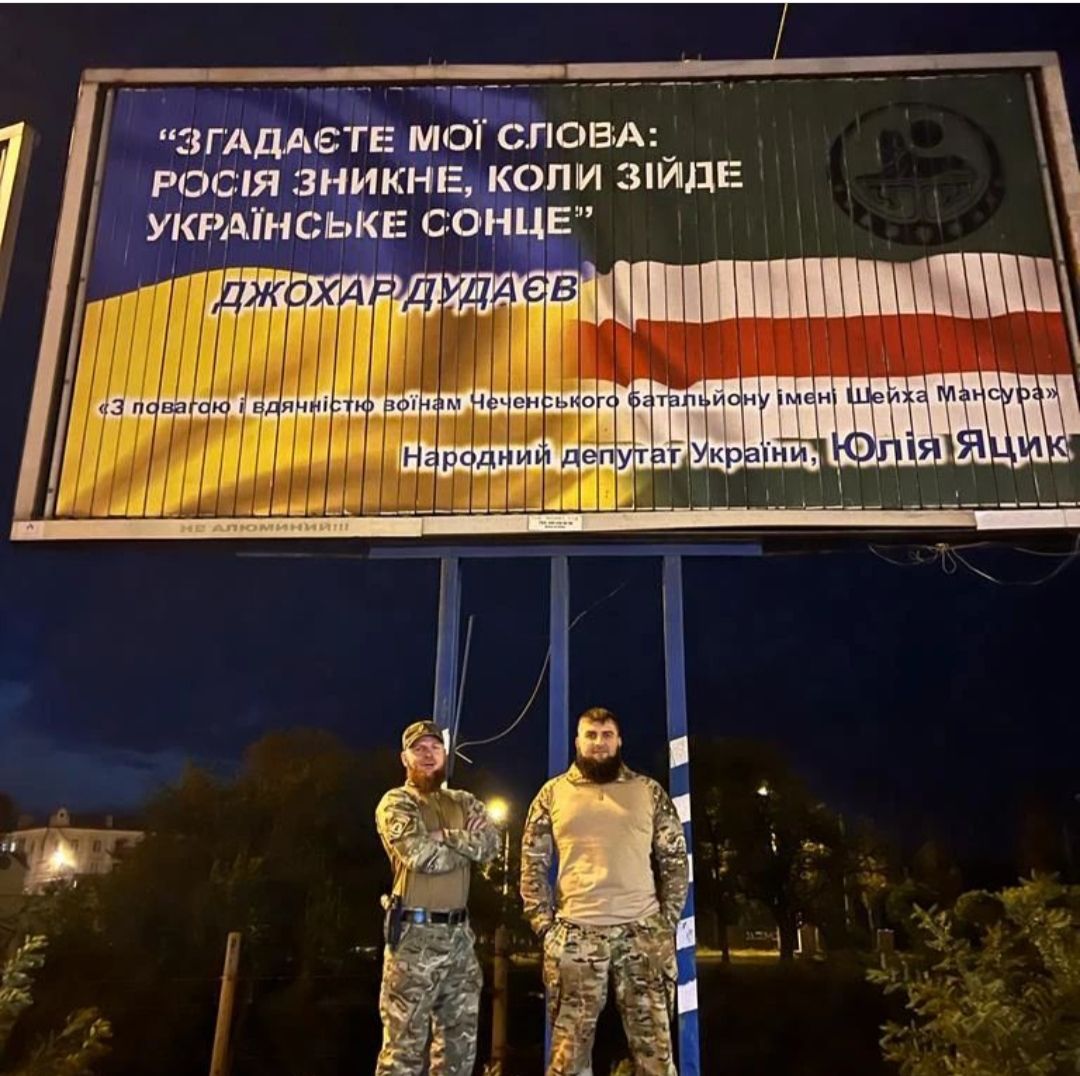 “ЗГАДАЄТЕ МОЇ СЛОВА:
РОСІЯ ЗНИКНЕ, КОЛИ ЗІЙДЕ
УКРАЇНСЬКЕ СОНЦЕ”
ДЖОХАР ДУДАЄВ
«З повагою і вдячністю воїнам Чеченського батальйону імені Шейха Мансура»
Народний депутат України, Юлія Яцик
НЕ АЛЮМИНИЙ!!!